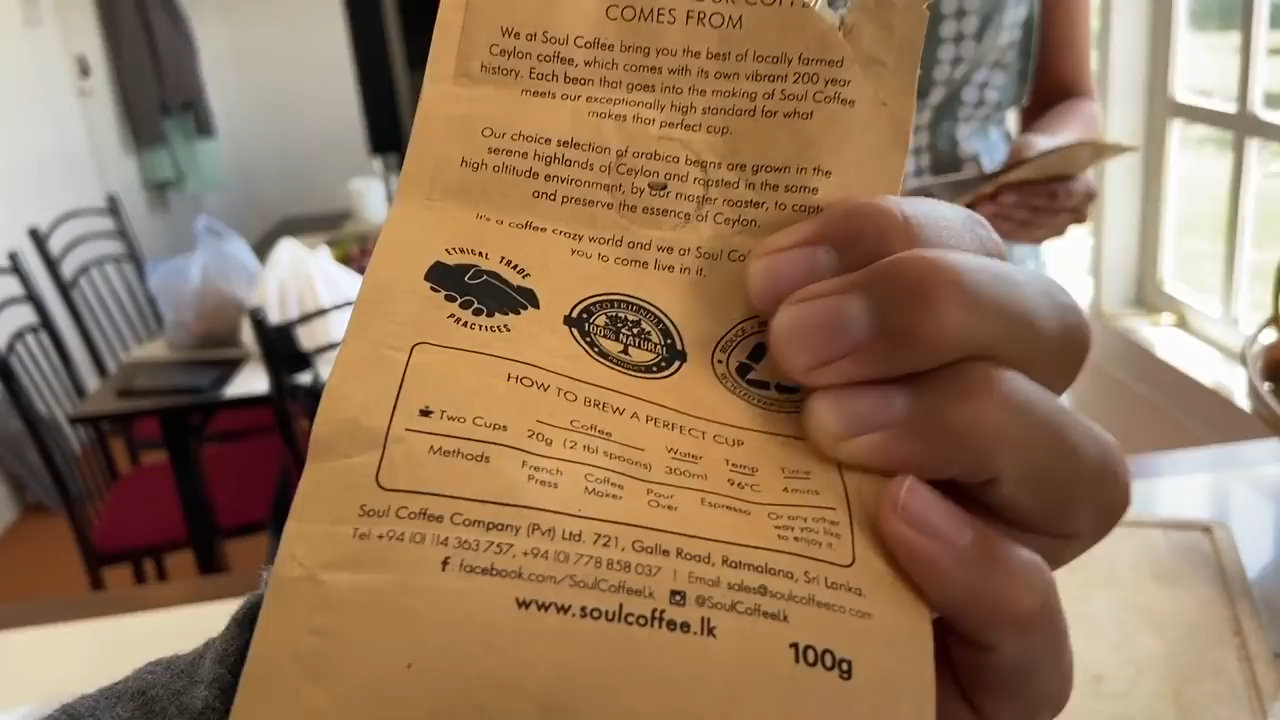 COMES FROM
We at Soul Coffee bring you the best of locally farmed
Ceylon coffee, which comes with its own vibrant 200 year
history. Each bean that goes into the making of Soul Coffee
meets our exceptionally high standard for what
makes that perfect cup.
Our choice selection of arabica beans are grown in the
serene highlands of Ceylon and roasted in the same
high altitude environment, by our master roaster, to
and preserve the essence of Ceylon.
It's a coffee crazy world and we at Soul
you to come live in it.
ETHICAL TRADE
PRACTICES
ECO FRIENDLY
100% NATURAL
PRODUCT
REDUCE
HOW TO BREW A PERFECT CUP
Coffee Water Temp Time
Two Cups 20g (2 tbl spoons) 300ml 96°C 4mins
Methods French Press Coffee Maker Pour Over Espresso Or any other way you like to enjoy it.
Soul Coffee Company (Pvt) Ltd. 721, Galle Road, Ratmalana, Sri Lanka.
Tel +94 (0) 114 363 757, +94 (0) 778 858 037 | Email: sales@soulcoffeeco.com
facebook.com/SoulCoffeeLk @SoulCoffeeLk
www.soulcoffee.lk
100g